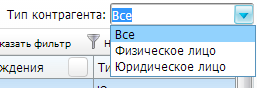 Тип контрагента: Все
Все
казать фильтр Н
Физическое лицо
Юридическое лицо
ждения Ти